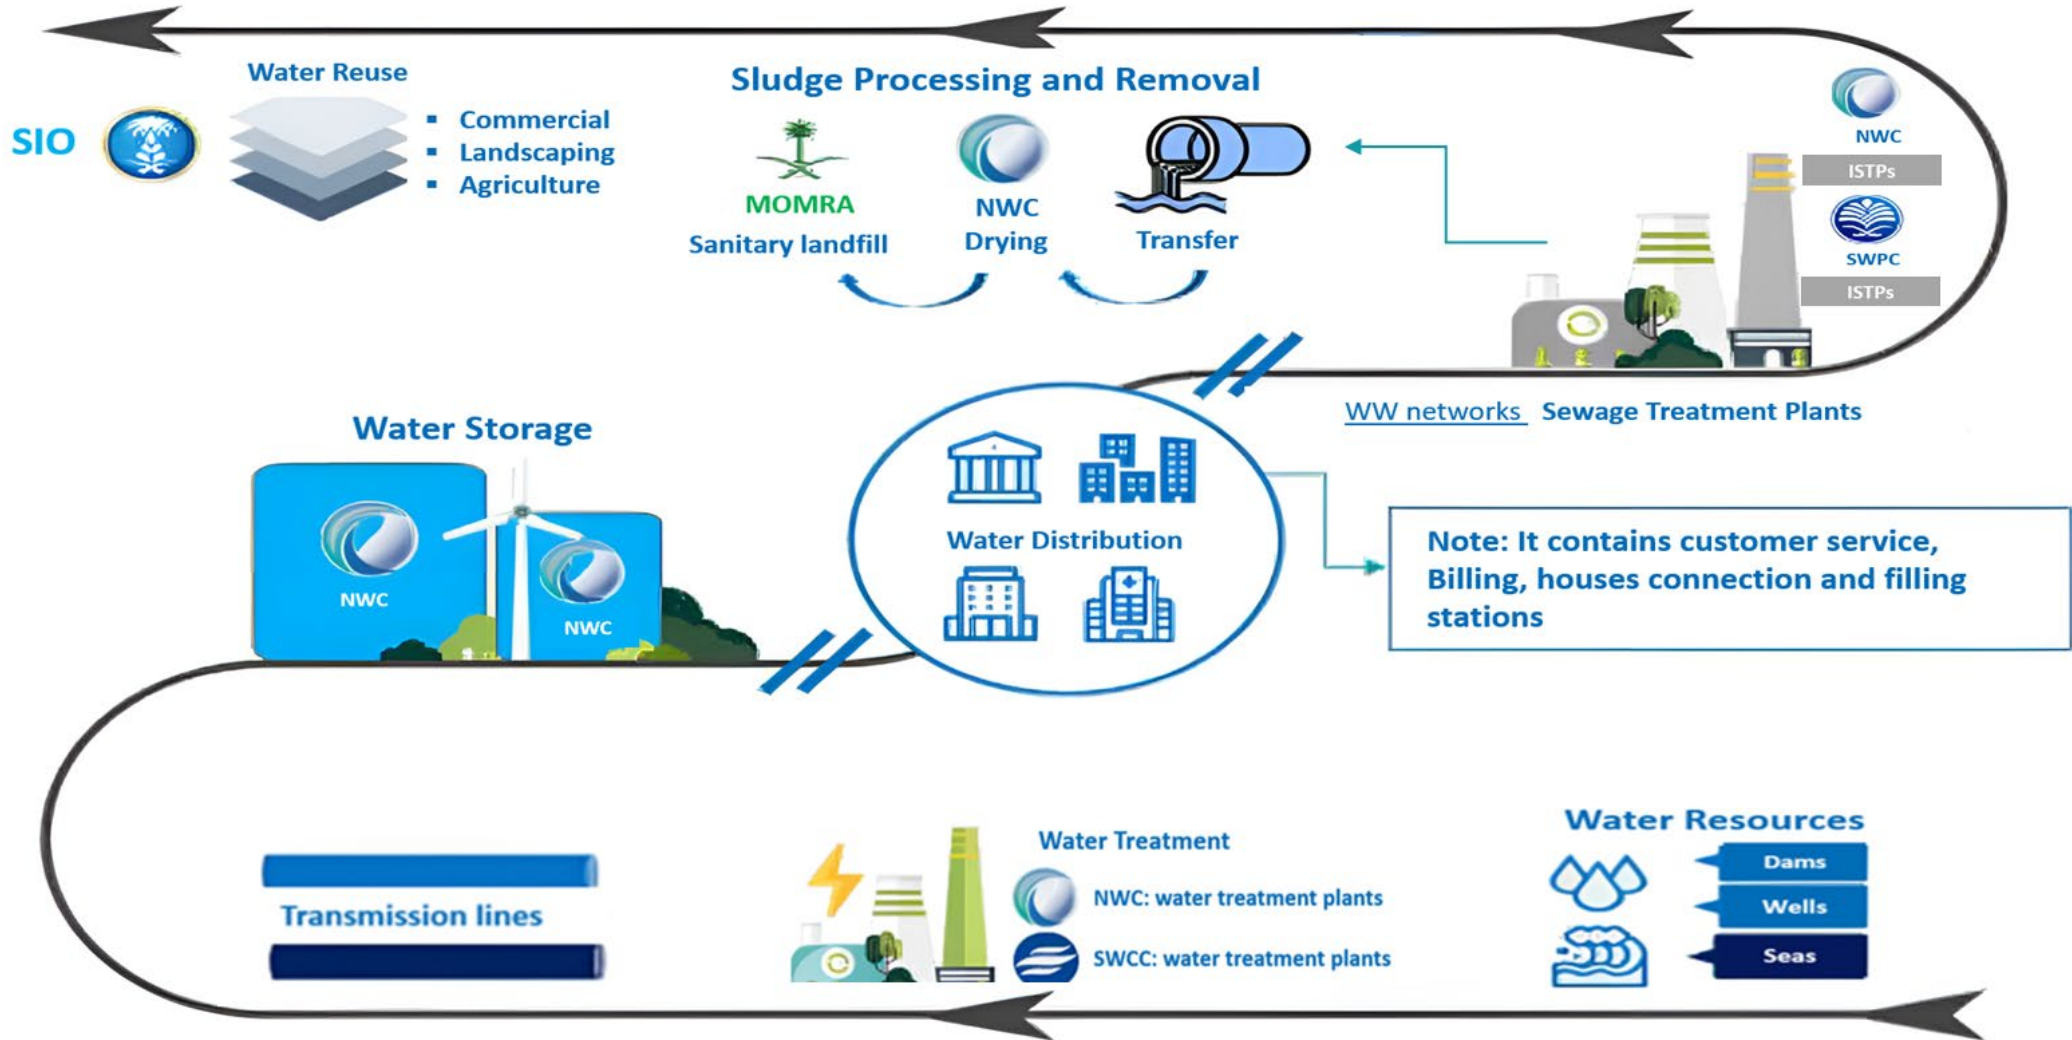 Water Reuse
SIO
Commercial
Landscaping
Agriculture
Sludge Processing and Removal
MOMRA
Sanitary landfill
NWC
Drying
Transfer
NWC
ISTPs
SWPC
ISTPs
WW networks Sewage Treatment Plants
Water Storage
NWC
NWC
Water Distribution
Note: It contains customer service,
Billing, houses connection and filling
stations
Transmission lines
Water Treatment
NWC: water treatment plants
SWCC: water treatment plants
Water Resources
Dams
Wells
Seas